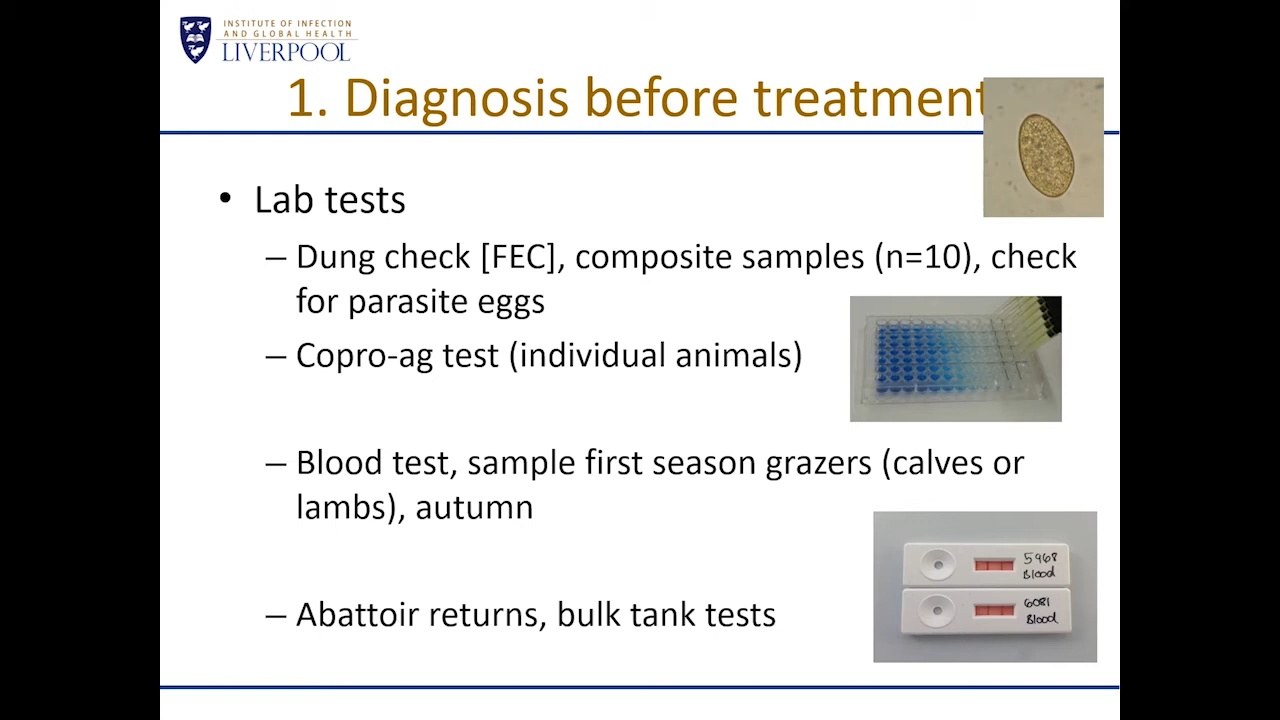 INSTITUTE OF INFECTION
AND GLOBAL HEALTH
LIVERPOOL
1. Diagnosis before treatment
• Lab tests
– Dung check [FEC], composite samples (n=10), check
for parasite eggs
– Copro-ag test (individual animals)
– Blood test, sample first season grazers (calves or
lambs), autumn
5968
Blood
6081
Blood
– Abattoir returns, bulk tank tests